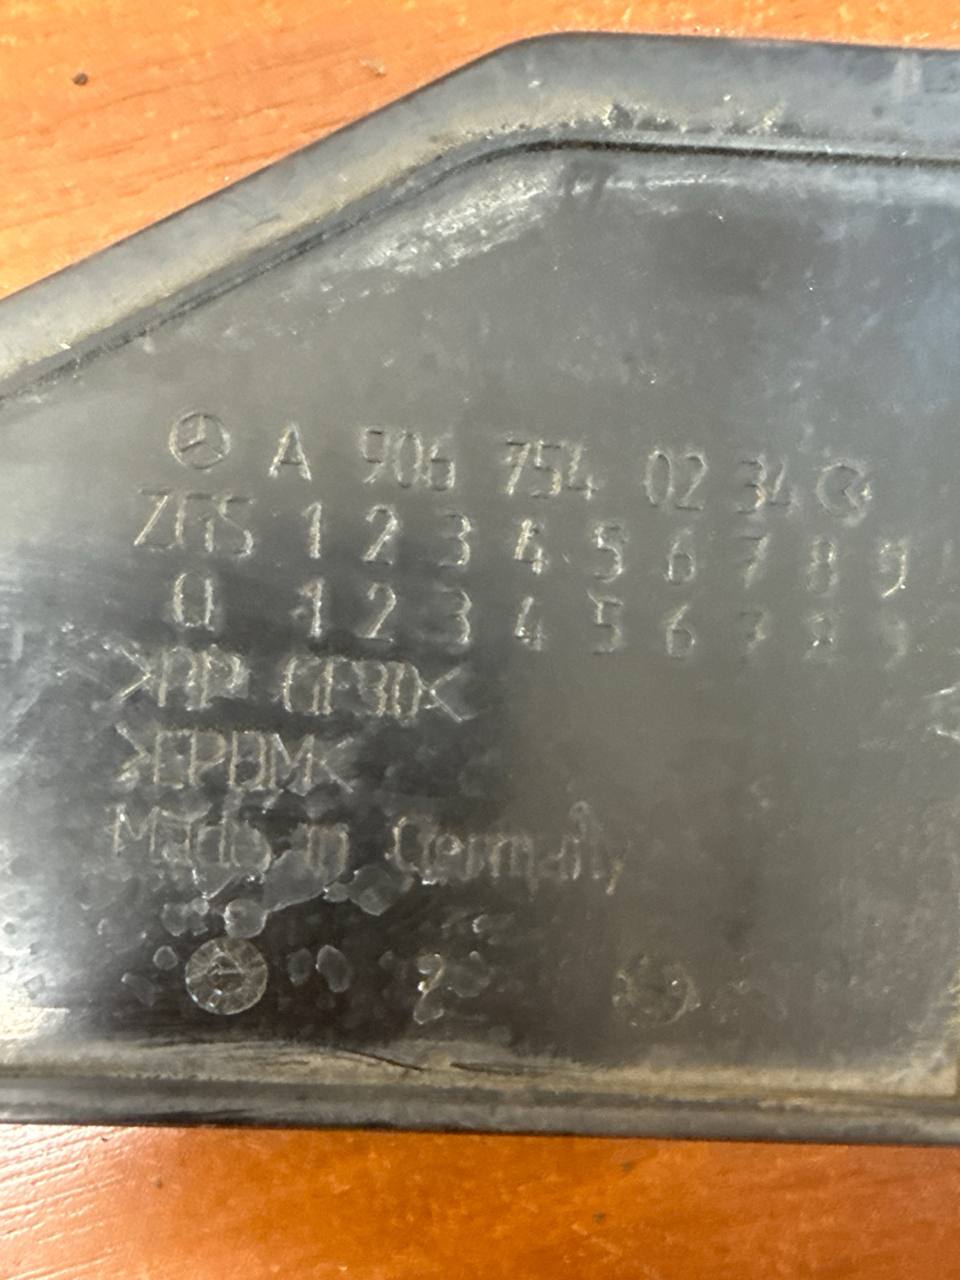 A 906 754 02 34
ZGS 1 2 3 4 5 6 7 8 9
Q 1 2 3 4 5 6 7 8 9
>PP GF30<
>EPDM<
Made in Germany
2